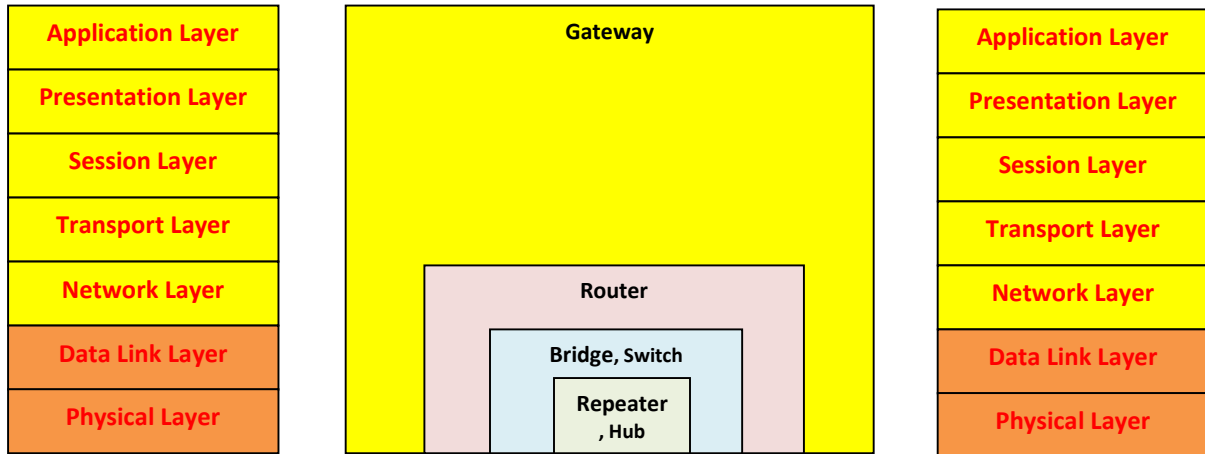 Application Layer
Presentation Layer
Session Layer
Transport Layer
Network Layer
Data Link Layer
Physical Layer
Gateway
Router
Bridge, Switch
Repeater
, Hub
Application Layer
Presentation Layer
Session Layer
Transport Layer
Network Layer
Data Link Layer
Physical Layer